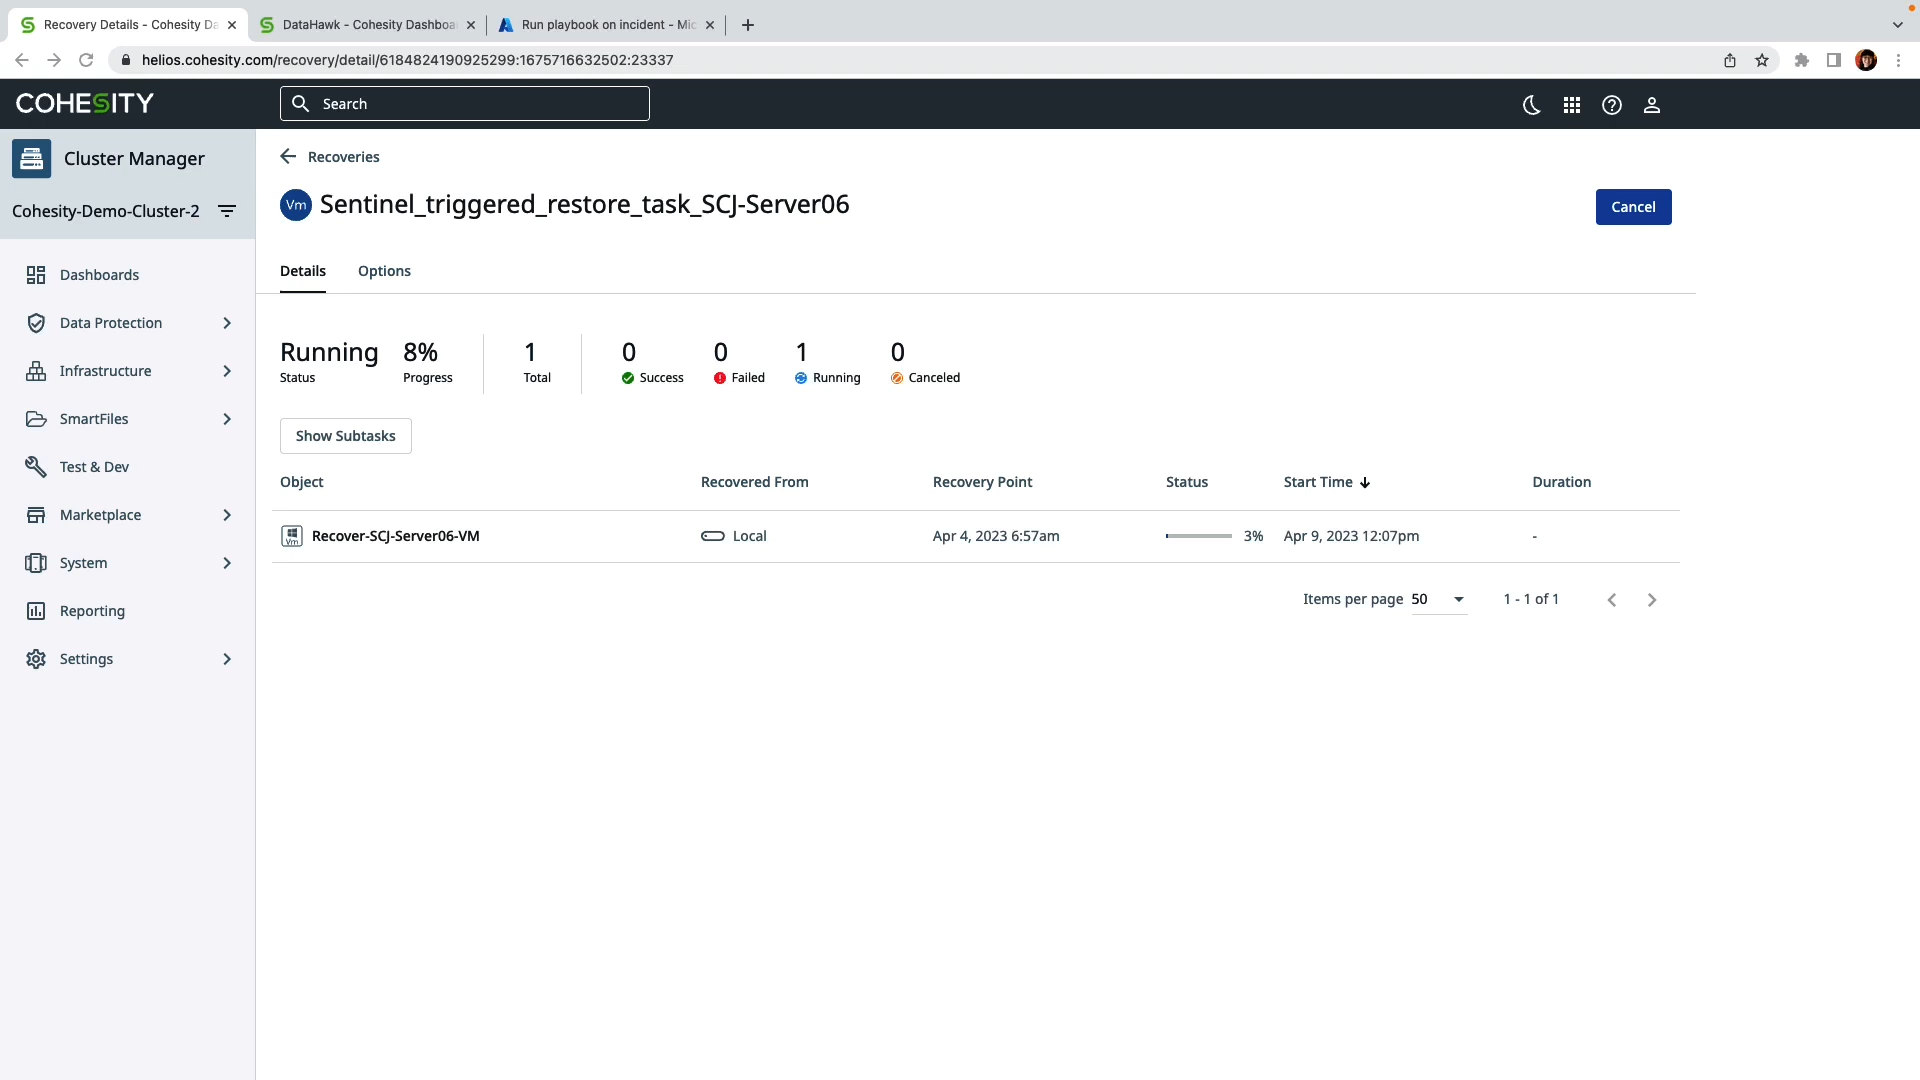 Recovery Details - Cohesity Da
DataHawk - Cohesity Dashboa
Run playbook on incident - Mic
helios.cohesity.com/recovery/detail/6184824190925299:1675716632502:23337
COHESITY
Search
Cluster Manager
Cohesity-Demo-Cluster-2
Dashboards
Data Protection
Infrastructure
SmartFiles
Test & Dev
Marketplace
System
Reporting
Settings
Recoveries
Vm Sentinel_triggered_restore_task_SCJ-Server06
Cancel
Details Options
Running 8% 1 0 0 1 0
Status Progress Total Success Failed Running Canceled
Show Subtasks
Object Recovered From Recovery Point Status Start Time Duration
Vm Recover-SCJ-Server06-VM Local Apr 4, 2023 6:57am 3% Apr 9, 2023 12:07pm -
Items per page 50 1 - 1 of 1